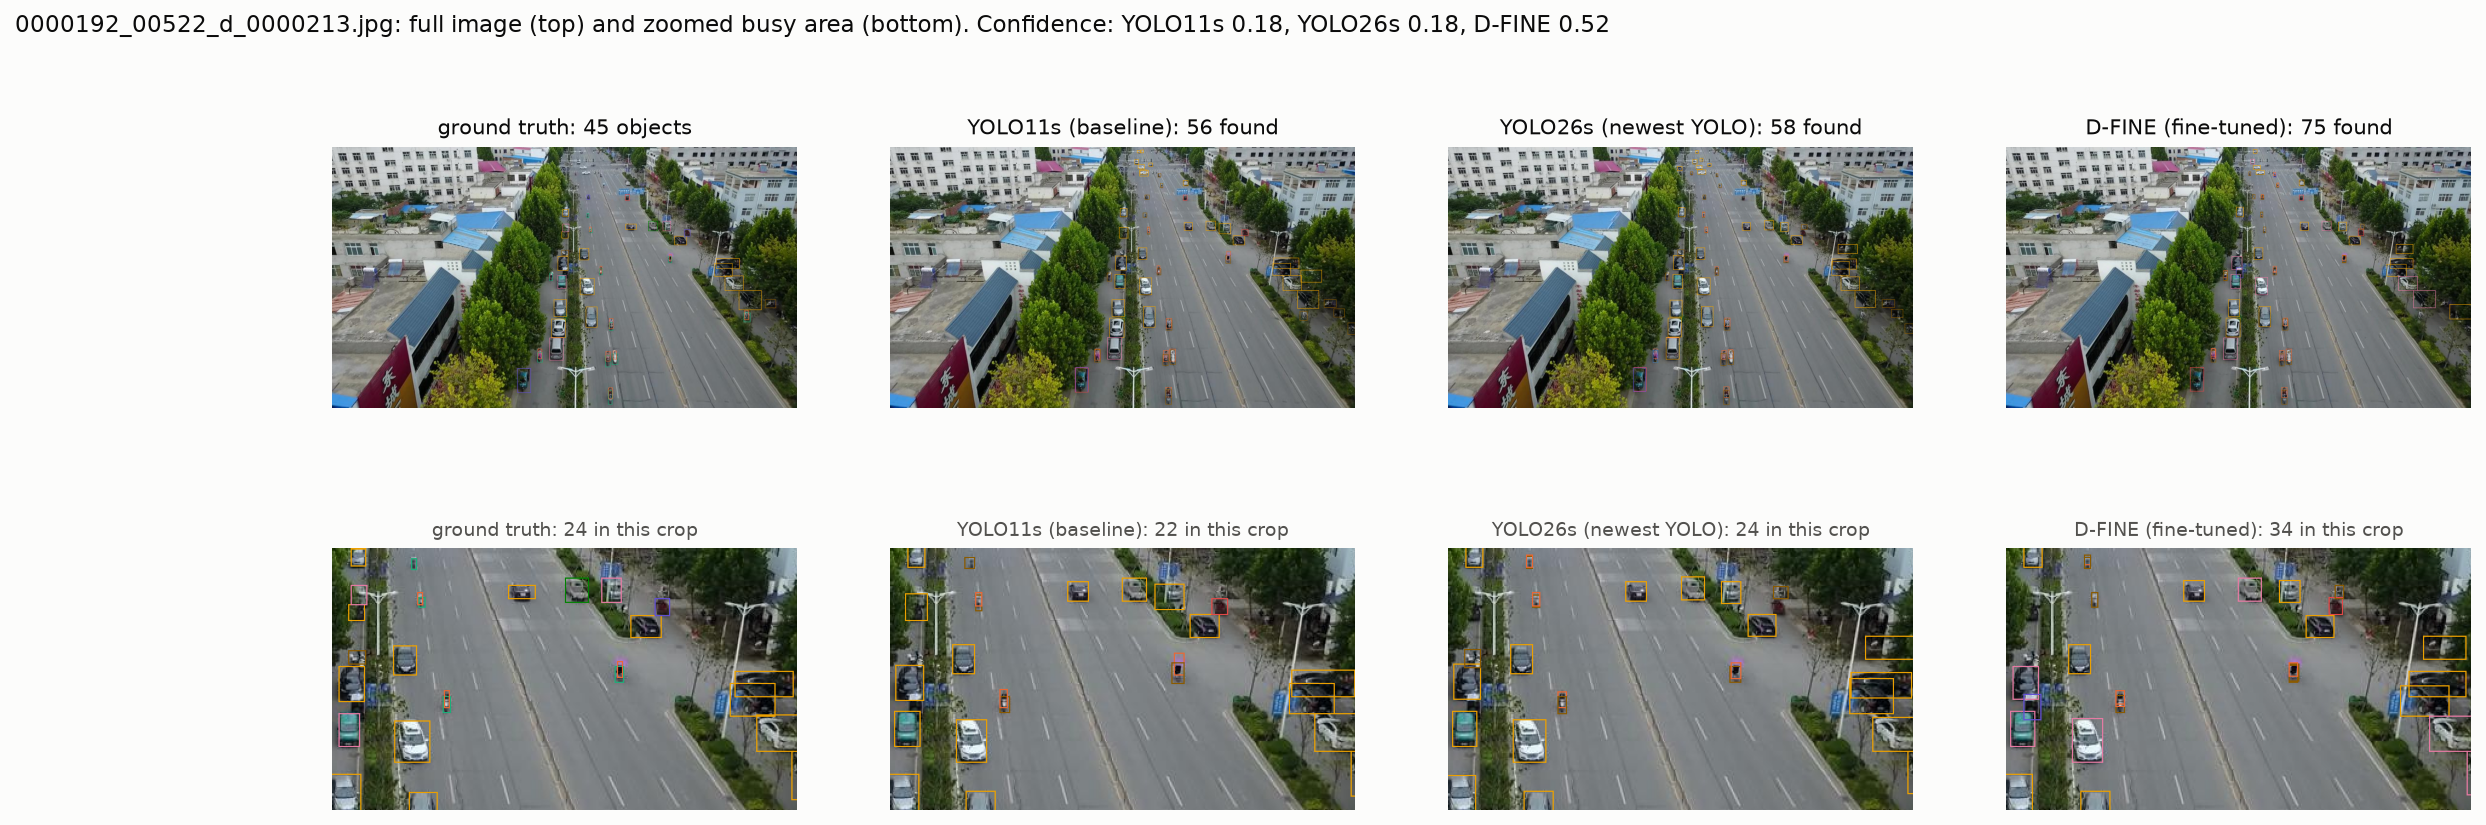 0000192_00522_d_0000213.jpg: full image (top) and zoomed busy area (bottom). Confidence: YOLO11s 0.18, YOLO26s 0.18, D-FINE 0.52
ground truth: 45 objects
YOLO11s (baseline): 56 found
YOLO26s (newest YOLO): 58 found
D-FINE (fine-tuned): 75 found
ground truth: 24 in this crop
YOLO11s (baseline): 22 in this crop
YOLO26s (newest YOLO): 24 in this crop
D-FINE (fine-tuned): 34 in this crop